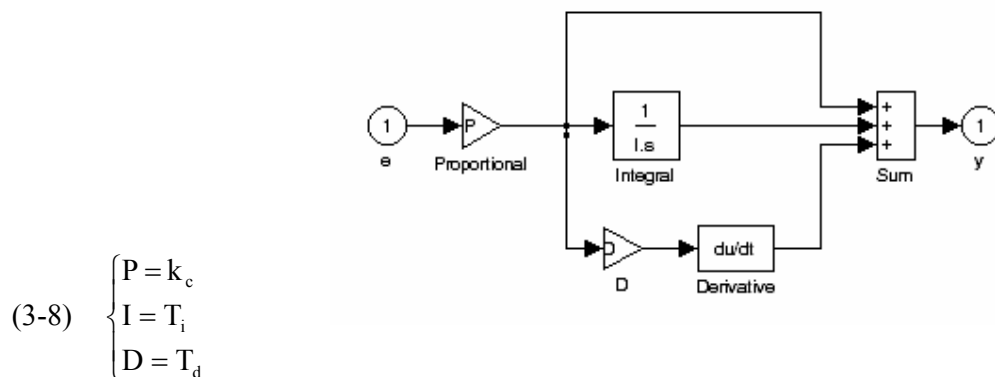 1
e
P
Proportional
1
I.s
Integral
D
D
du/dt
Derivative
+
+
+
Sum
1
y
(3-8)
P = k_c
I = T_i
D = T_d